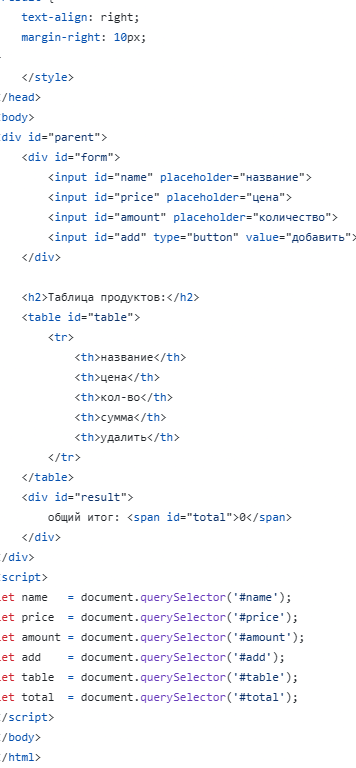 text-align: right;
margin-right: 10px;
</style>
/head>
body>
div id="parent">
<div id="form">
<input id="name" placeholder="название">
<input id="price" placeholder="цена">
<input id="amount" placeholder="количество">
<input id="add" type="button" value="добавить">
</div>
<h2>Таблица продуктов:</h2>
<table id="table">
<tr>
<th>название</th>
<th>цена</th>
<th>кол-во</th>
<th>сумма</th>
<th>удалить</th>
</tr>
</table>
<div id="result">
общий итог: <span id="total">0</span>
</div>
/div>
script>
et name = document.querySelector('#name');
et price = document.querySelector('#price');
et amount = document.querySelector('#amount');
et add = document.querySelector('#add');
et table = document.querySelector('#table');
et total = document.querySelector('#total');
/script>
/body>
/html>